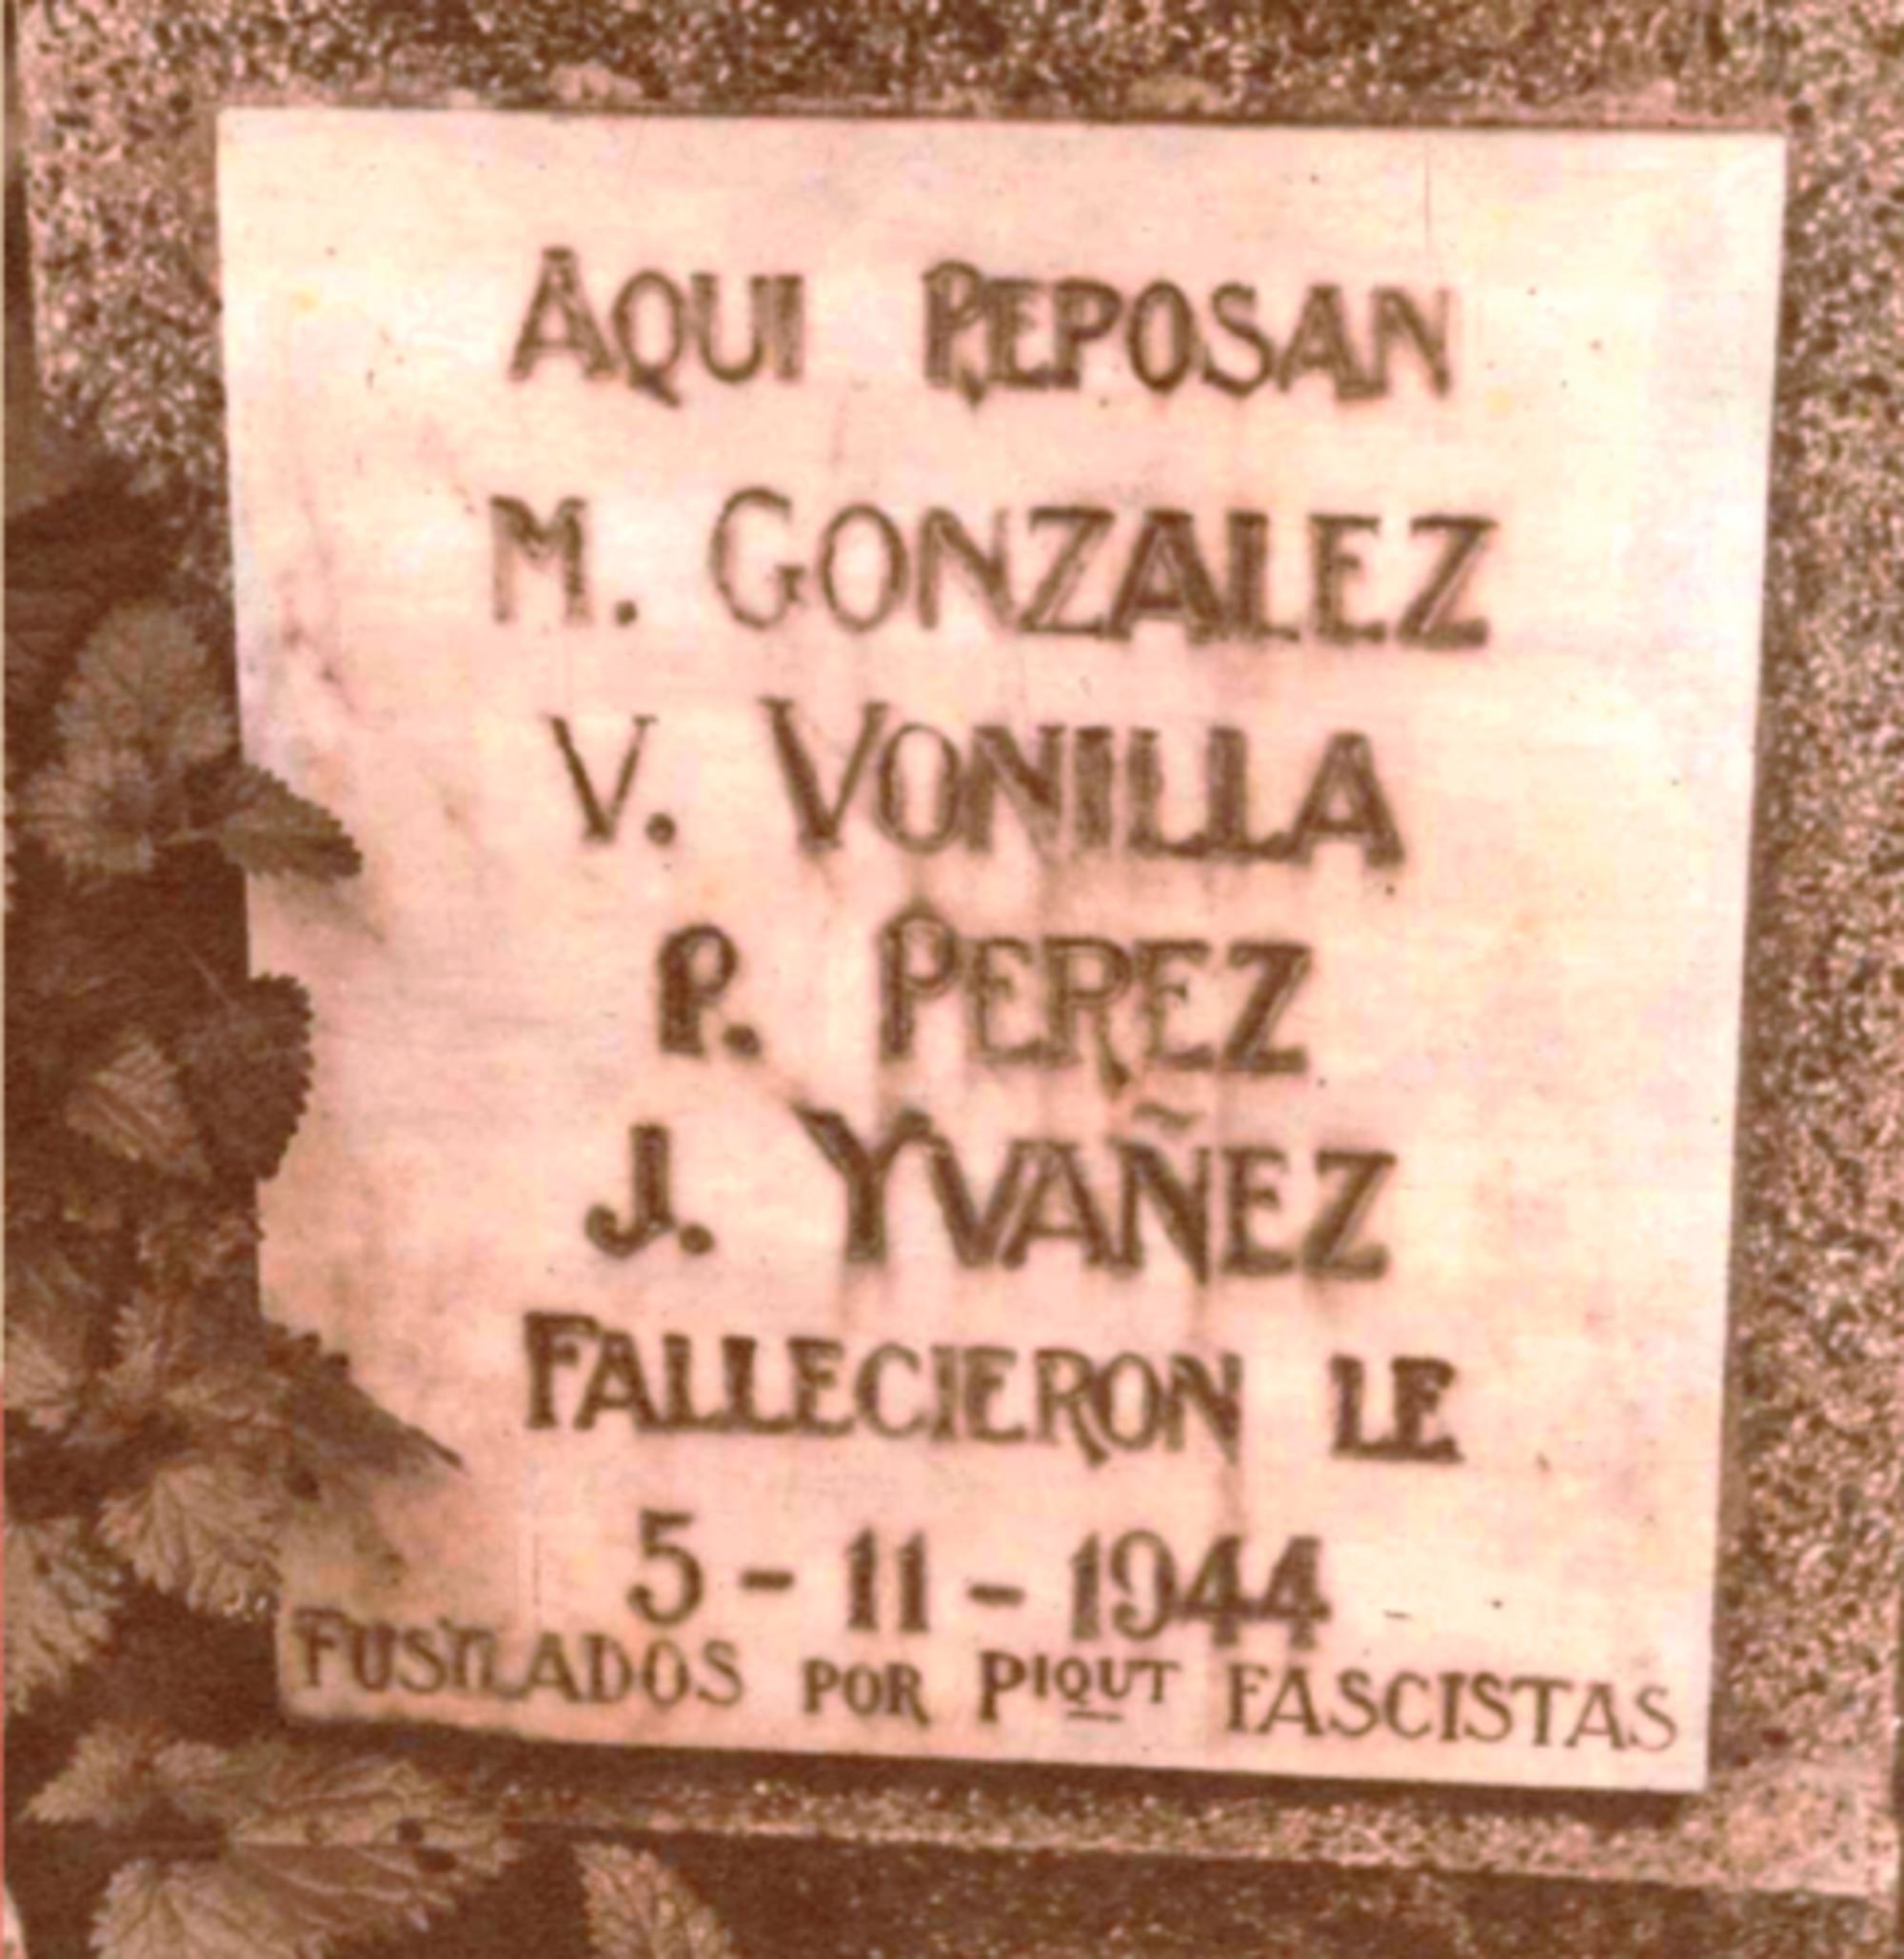 AQUI REPOSAN
M. GONZALEZ
V. VONILLA
P. PEREZ
J. YVAÑEZ
FALLECIERON LE
5-11-1944
FUSILADOS POR PIQUT FASCISTAS